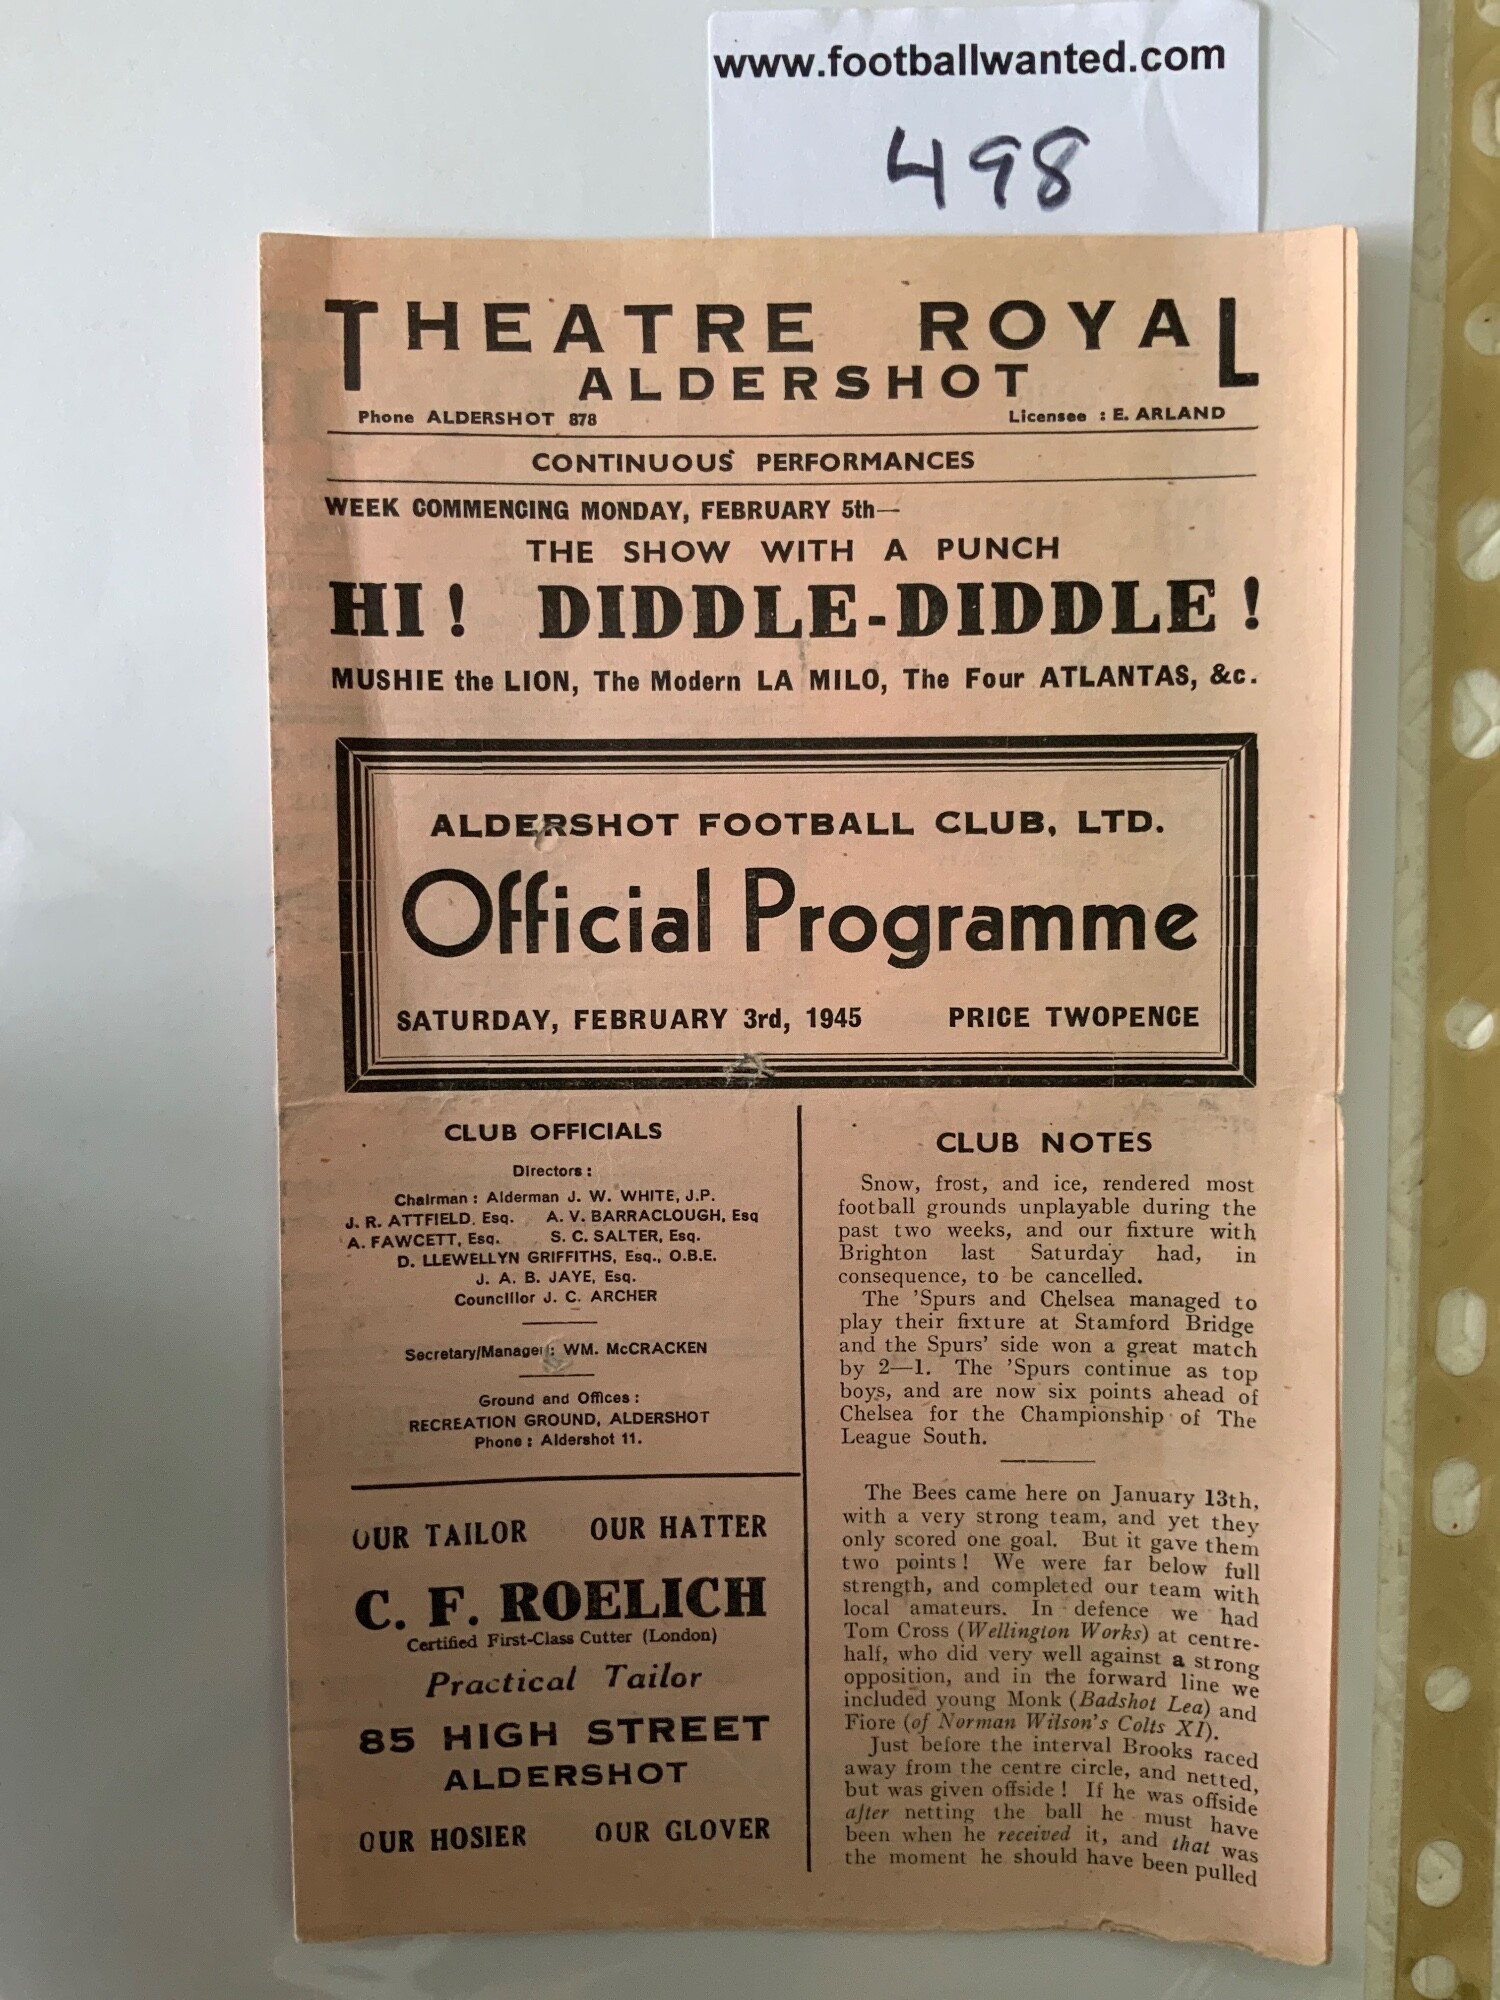 www.footballwanted.com
498
THEATRE ROYAL
ALDERSHOT
Phone ALDERSHOT 878 Licensee : E. ARLAND
CONTINUOUS PERFORMANCES
WEEK COMMENCING MONDAY, FEBRUARY 5th—
THE SHOW WITH A PUNCH
HI! DIDDLE-DIDDLE!
MUSHIE the LION, The Modern LA MILO, The Four ATLANTAS, &c.
ALDERSHOT FOOTBALL CLUB, LTD.
Official Programme
SATURDAY, FEBRUARY 3rd, 1945 PRICE TWOPENCE
CLUB OFFICIALS
Directors :
Chairman : Alderman J. W. WHITE, J.P.
J. R. ATTFIELD, Esq. A. V. BARRACLOUGH, Esq
A. FAWCETT, Esq. S. C. SALTER, Esq.
D. LLEWELLYN GRIFFITHS, Esq., O.B.E.
J. A. B. JAYE, Esq.
Councillor J. C. ARCHER
Secretary/Manager : WM. McCRACKEN
Ground and Offices :
RECREATION GROUND, ALDERSHOT
Phone : Aldershot 11.
OUR TAILOR OUR HATTER
C. F. ROELICH
Certified First-Class Cutter (London)
Practical Tailor
85 HIGH STREET
ALDERSHOT
OUR HOSIER OUR GLOVER
CLUB NOTES
Snow, frost, and ice, rendered most
football grounds unplayable during the
past two weeks, and our fixture with
Brighton last Saturday had, in
consequence, to be cancelled.
The 'Spurs and Chelsea managed to
play their fixture at Stamford Bridge
and the Spurs' side won a great match
by 2—1. The 'Spurs continue as top
boys, and are now six points ahead of
Chelsea for the Championship of The
League South.
The Bees came here on January 13th,
with a very strong team, and yet they
only scored one goal. But it gave them
two points! We were far below full
strength, and completed our team with
local amateurs. In defence we had
Tom Cross (Wellington Works) at centre-
half, who did very well against a strong
opposition, and in the forward line we
included young Monk (Badshot Lea) and
Fiore (of Norman Wilson's Colts XI).
Just before the interval Brooks raced
away from the centre circle, and netted,
but was given offside! If he was offside
after netting the ball he must have
been when he received it, and that was
the moment he should have been pulled